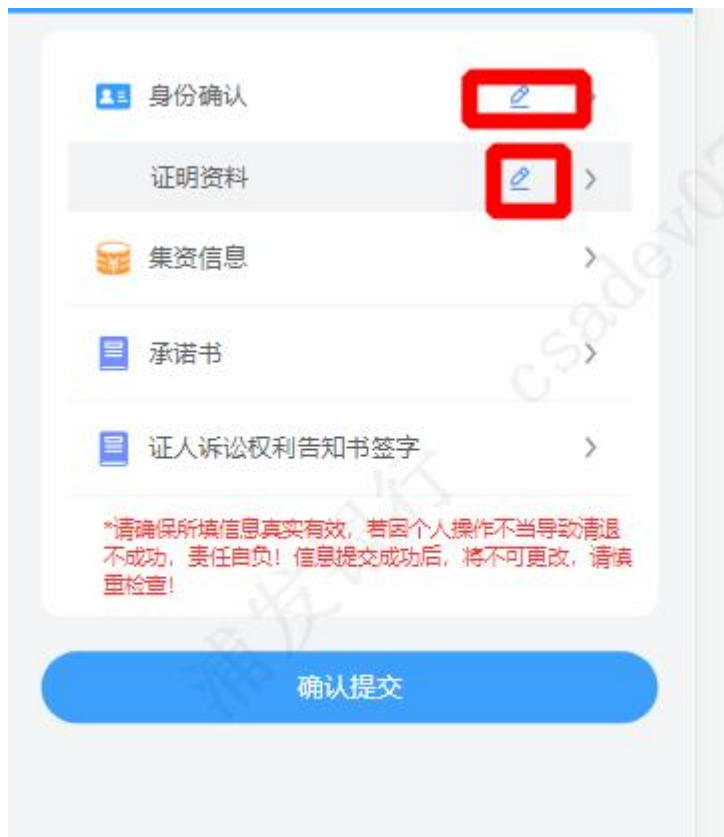 身份确认
证明资料
集资信息
承诺书
证人诉讼权利告知书签字
*请确保所填信息真实有效，若因个人操作不当导致清退
不成功，责任自负！信息提交成功后，将不可更改，请慎
重检查！
确认提交
浦发银行